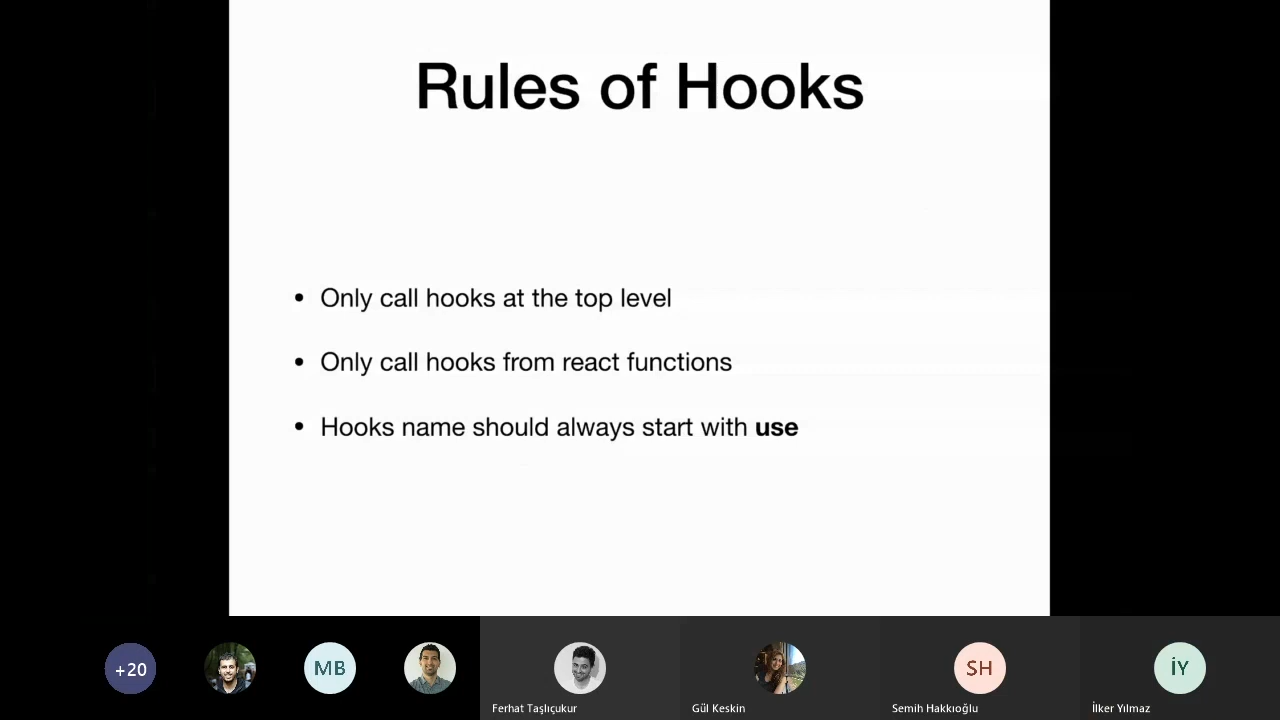 Rules of Hooks
• Only call hooks at the top level
• Only call hooks from react functions
• Hooks name should always start with use
+20
MB
SH
İY
Ferhat Taşlıçukur
Gül Keskin
Semih Hakkıoğlu
İlker Yılmaz